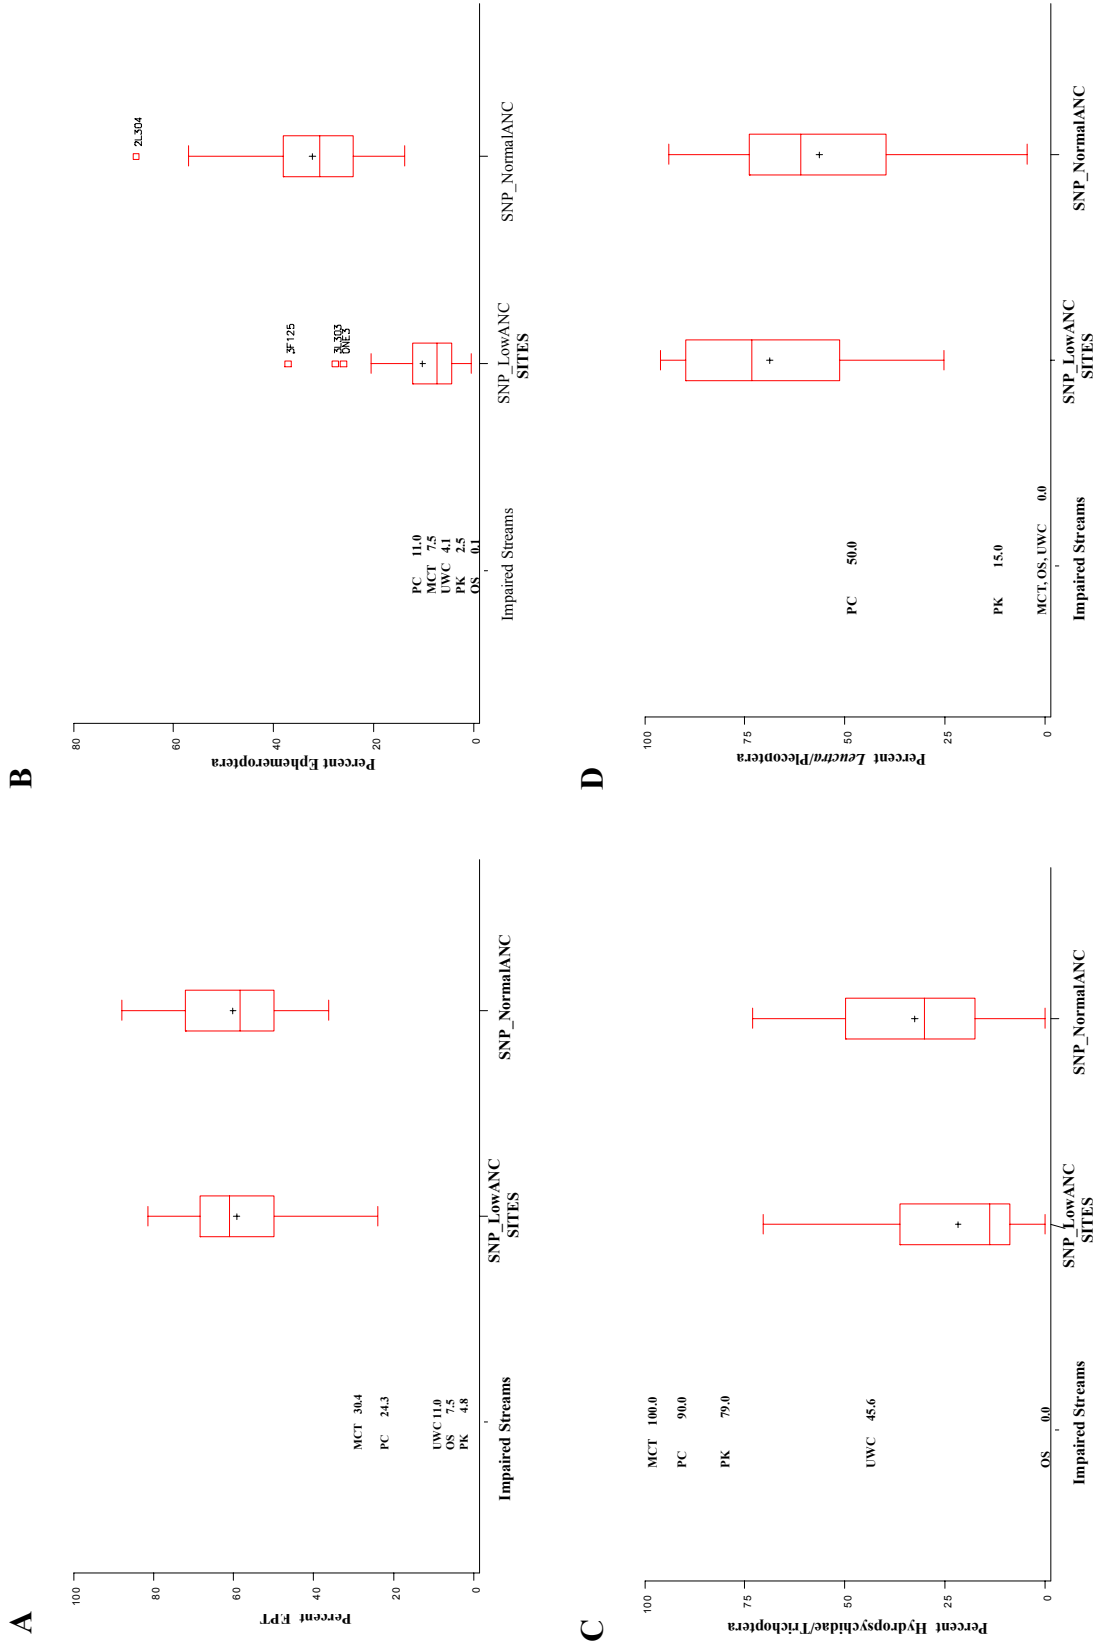 A
Percent EPT
100
80
60
40
20
0
MCT 30.4
PC 24.3
UWC 11.0
OS 7.5
PK 4.8
Impaired Streams
SNP_LowANC
SNP_NormalANC
SITES
B
Percent Ephemeroptera
80
60
40
20
0
PC 11.0
MCT 7.5
UWC 4.1
PK 2.5
OS 0.1
3F125
3L303
2L304
Impaired Streams
SNP_LowANC
SNP_NormalANC
SITES
C
Percent Hydropsychidae/Trichoptera
100
75
50
25
0
MCT 100.0
PC 90.0
PK 79.0
UWC 45.6
OS 0.0
Impaired Streams
SNP_LowANC
SNP_NormalANC
SITES
D
Percent Leuctra/Plecoptera
100
75
50
25
0
PC 50.0
PK 15.0
MCT, OS, UWC 0.0
Impaired Streams
SNP_LowANC
SNP_NormalANC
SITES